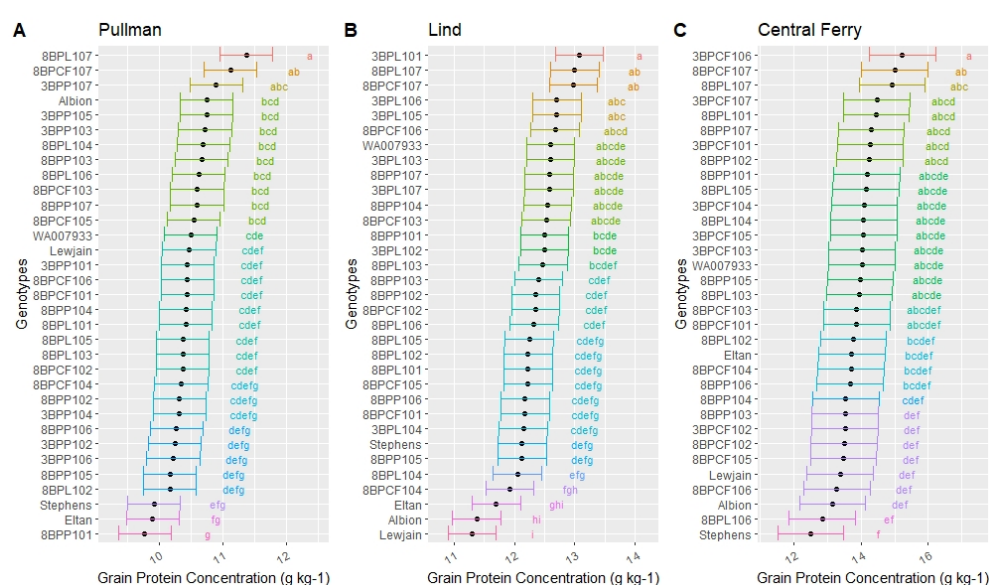 A Pullman
8BPL107 a
8BPCF107 ab
3BPP107 abc
Albion bcd
3BPP105 bcd
3BPP103 bcd
8BPL104 bcd
8BPP103 bcd
8BPL106 bcd
8BPCF103 bcd
8BPP107 bcd
8BPCF105 bcd
WA007933 cde
Lewjain cdef
3BPP101 cdef
8BPCF106 cdef
8BPCF101 cdef
8BPP104 cdef
8BPL101 cdef
8BPL105 cdef
8BPL103 cdef
8BPCF102 cdef
8BPCF104 cdefg
8BPP102 cdefg
3BPP104 cdefg
8BPP106 defg
3BPP102 defg
3BPP106 defg
8BPP105 defg
8BPL102 defg
Stephens efg
Eltan fg
8BPP101 g
Genotypes
10 11 12
Grain Protein Concentration (g kg-1)
B Lind
3BPL101 a
8BPL107 ab
8BPCF107 ab
3BPL106 abc
3BPL105 abc
8BPCF106 abcd
WA007933 abcde
3BPL103 abcde
8BPP107 abcde
3BPL107 abcde
8BPP104 abcde
8BPCF103 abcde
8BPP101 bcde
3BPL102 bcde
8BPL103 bcdef
8BPP103 cdef
8BPP102 cdef
8BPCF102 cdef
8BPL106 cdef
8BPP105 cdefg
8BPL102 cdefg
8BPL101 cdefg
8BPCF105 cdefg
8BPP106 cdefg
8BPCF101 cdefg
3BPL104 cdefg
Stephens cdefg
8BPL104 efg
8BPCF104 fgh
Eltan ghi
Albion hi
Lewjain i
Genotypes
11 12 13 14
Grain Protein Concentration (g kg-1)
C Central Ferry
3BPCF106 a
8BPCF107 ab
8BPL107 abc
3BPCF107 abcd
8BPL101 abcd
8BPP107 abcd
3BPCF101 abcd
8BPP102 abcd
8BPP101 abcde
8BPL105 abcde
3BPCF104 abcde
8BPL104 abcde
3BPCF105 abcde
3BPCF103 abcde
WA007933 abcde
8BPP105 abcde
8BPL103 abcde
8BPCF103 abcdef
8BPCF101 abcdef
8BPL102 bcdef
Eltan bcdef
8BPCF104 bcdef
8BPP106 bcdef
8BPP104 cdef
8BPP103 def
3BPCF102 def
8BPCF102 def
8BPCF105 def
Lewjain def
8BPCF106 def
Albion def
8BPL106 ef
Stephens f
Genotypes
12 14 16
Grain Protein Concentration (g kg-1)